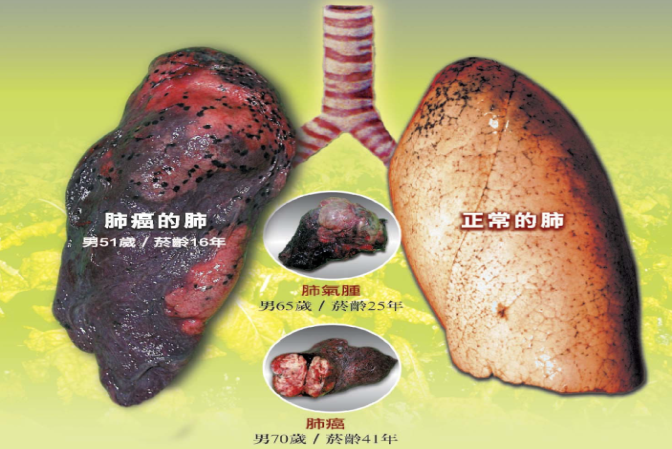 肺癌的肺
男51歲 / 菸齡16年
正常的肺
肺氣腫
男65歲 / 菸齡25年
肺癌
男70歲 / 菸齡41年